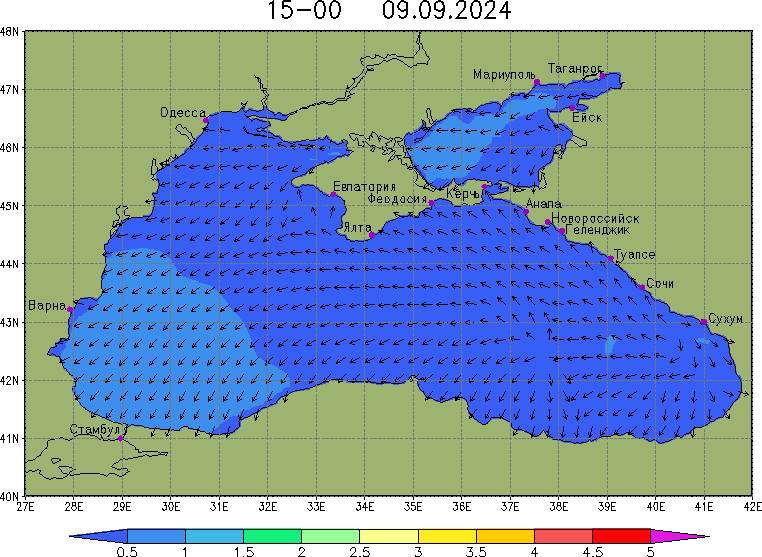 15-00 09.09.2024
48N
47N
46N
45N
44N
43N
42N
41N
40N
Таганрог
Мариуполь
Одесса
Ейск
Евпатория
Керчь
Феодосия
Анапа
Новороссийск
Геленджик
Ялта
Туапсе
Сочи
Варна
Сухум
Стамбул
27E 28E 29E 30E 31E 32E 33E 34E 35E 36E 37E 38E 39E 40E 41E 42E
0.5 1 1.5 2 2.5 3 3.5 4 4.5 5